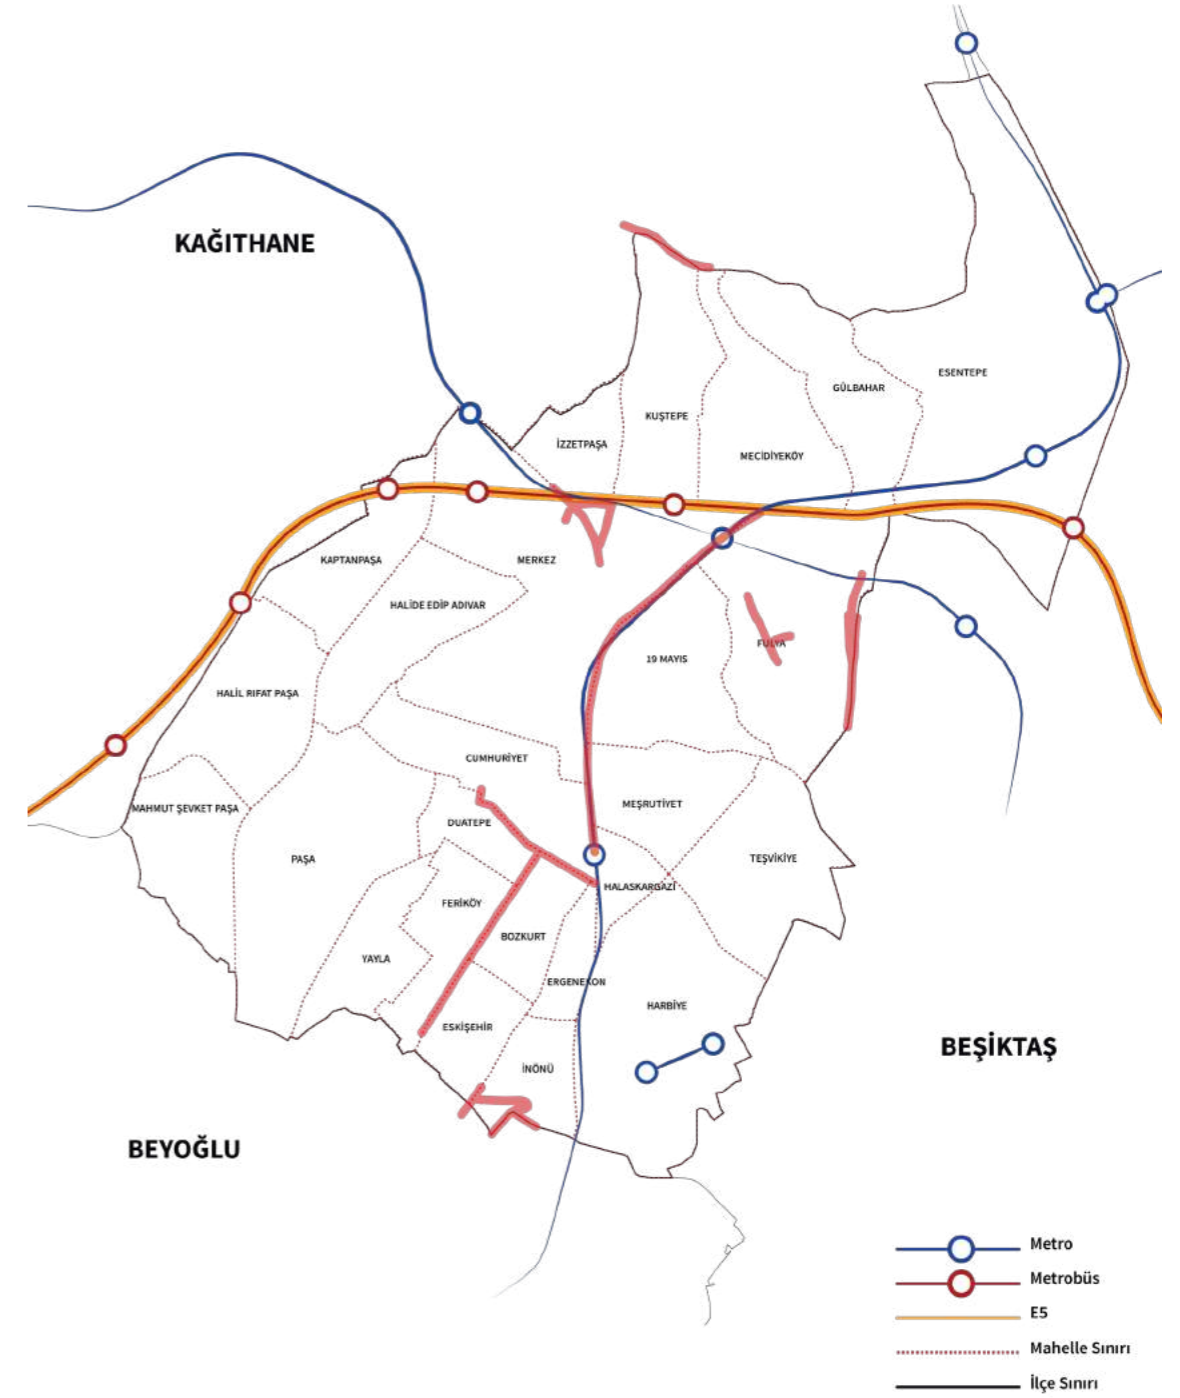 KAĞITHANE
ESENTEPE
GÜLBAHAR
KUŞTEPE
İZZETPAŞA
MECİDİYEKÖY
KAPTANPAŞA
MERKEZ
HALİDE EDİP ADIVAR
FULYA
19 MAYIS
HALİL RIFAT PAŞA
CUMHURİYET
MAHMUT ŞEVKET PAŞA
MEŞRUTİYET
DUATEPE
PAŞA
TEŞVİKİYE
HALASKARGAZİ
FERİKÖY
BOZKURT
YAYLA
ERGENEKON
HARBİYE
ESKİŞEHİR
BEŞİKTAŞ
İNÖNÜ
BEYOĞLU
Metro
Metrobüs
E5
Mahelle Sınırı
İlçe Sınırı